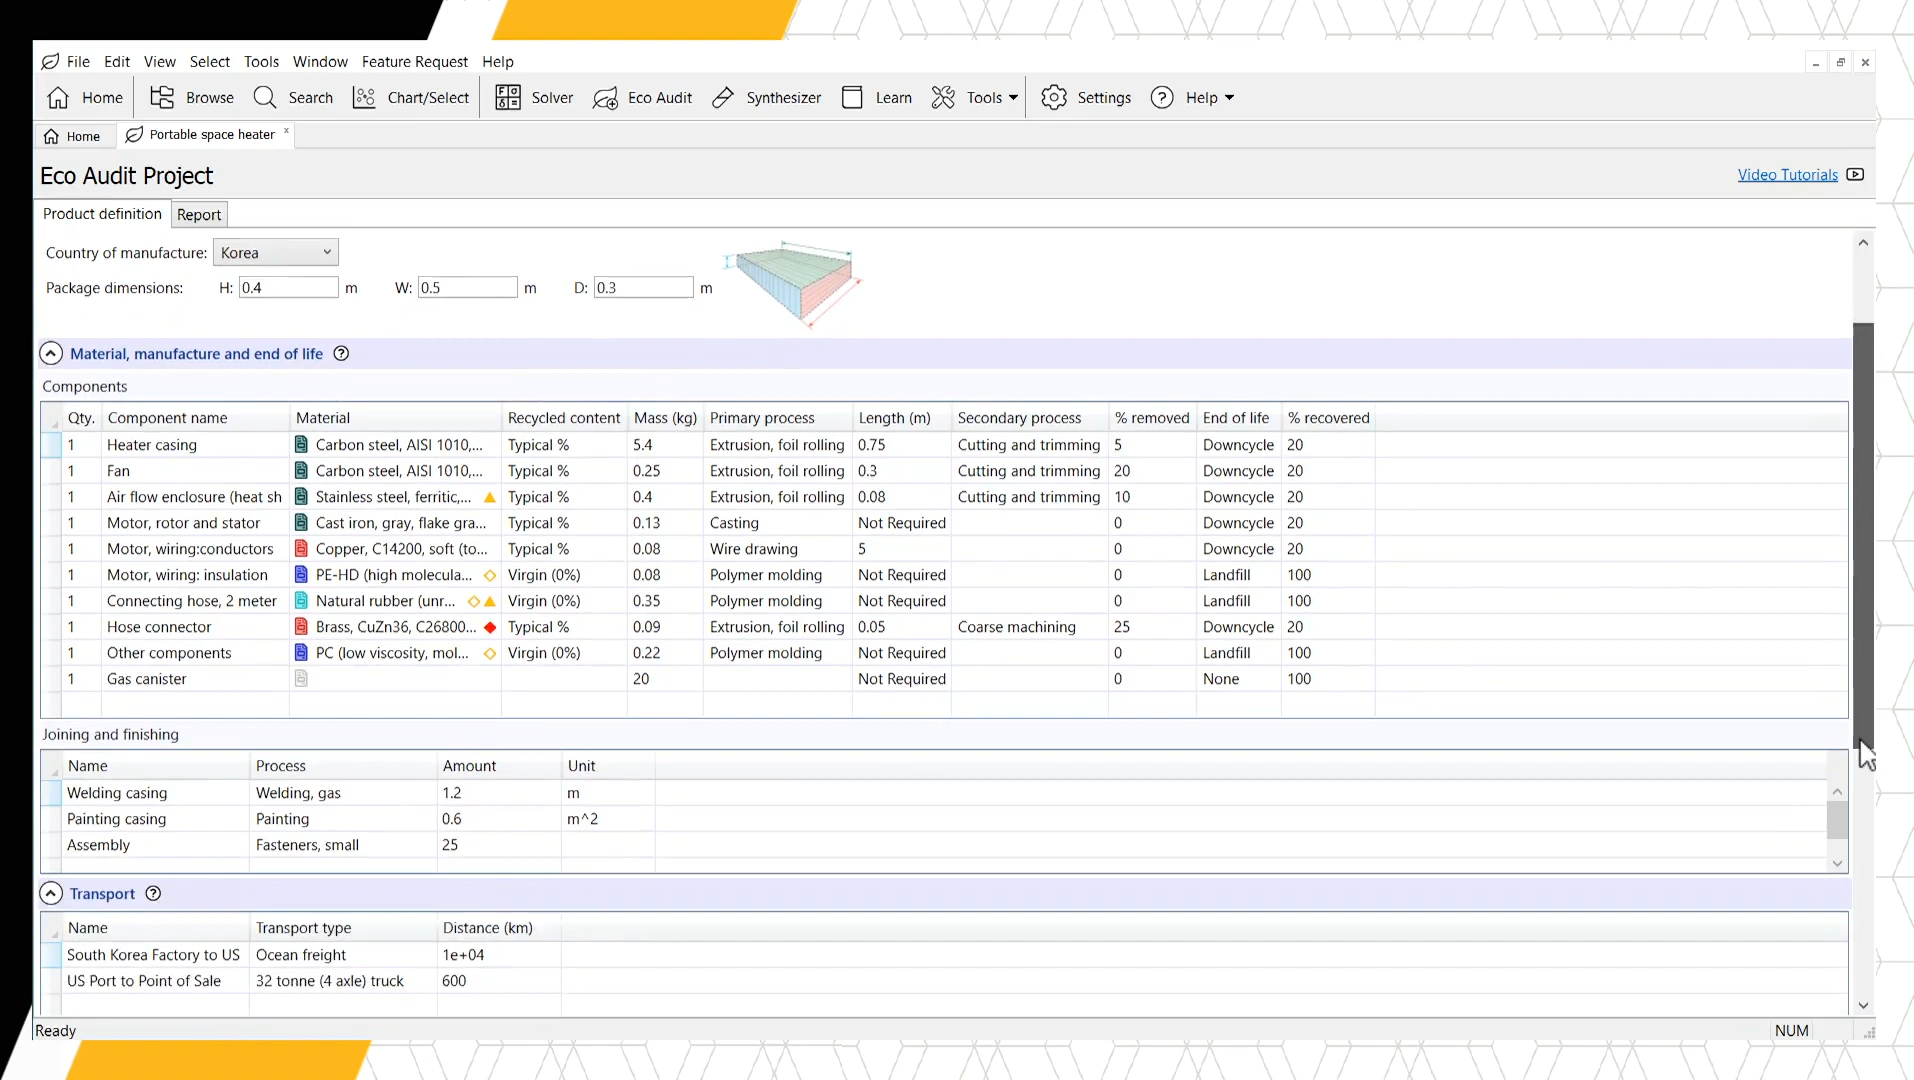 File Edit View Select Tools Window Feature Request Help
Home Browse Search Chart/Select Solver Eco Audit Synthesizer Learn Tools Settings Help
Home Portable space heater
Eco Audit Project Video Tutorials
Product definition Report
Country of manufacture: Korea
Package dimensions: H: 0.4 m W: 0.5 m D: 0.3 m
Material, manufacture and end of life
Components
Qty. Component name Material Recycled content Mass (kg) Primary process Length (m) Secondary process % removed End of life % recovered
1 Heater casing Carbon steel, AISI 1010,... Typical % 5.4 Extrusion, foil rolling 0.75 Cutting and trimming 5 Downcycle 20
1 Fan Carbon steel, AISI 1010,... Typical % 0.25 Extrusion, foil rolling 0.3 Cutting and trimming 20 Downcycle 20
1 Air flow enclosure (heat sh Stainless steel, ferritic,... Typical % 0.4 Extrusion, foil rolling 0.08 Cutting and trimming 10 Downcycle 20
1 Motor, rotor and stator Cast iron, gray, flake gra... Typical % 0.13 Casting Not Required 0 Downcycle 20
1 Motor, wiring:conductors Copper, C14200, soft (to... Typical % 0.08 Wire drawing 5 0 Downcycle 20
1 Motor, wiring: insulation PE-HD (high molecula... Virgin (0%) 0.08 Polymer molding Not Required 0 Landfill 100
1 Connecting hose, 2 meter Natural rubber (unr... Virgin (0%) 0.35 Polymer molding Not Required 0 Landfill 100
1 Hose connector Brass, CuZn36, C26800... Typical % 0.09 Extrusion, foil rolling 0.05 Coarse machining 25 Downcycle 20
1 Other components PC (low viscosity, mol... Virgin (0%) 0.22 Polymer molding Not Required 0 Landfill 100
1 Gas canister 20 Not Required 0 None 100
Joining and finishing
Name Process Amount Unit
Welding casing Welding, gas 1.2 m
Painting casing Painting 0.6 m^2
Assembly Fasteners, small 25
Transport
Name Transport type Distance (km)
South Korea Factory to US Ocean freight 1e+04
US Port to Point of Sale 32 tonne (4 axle) truck 600
Ready NUM